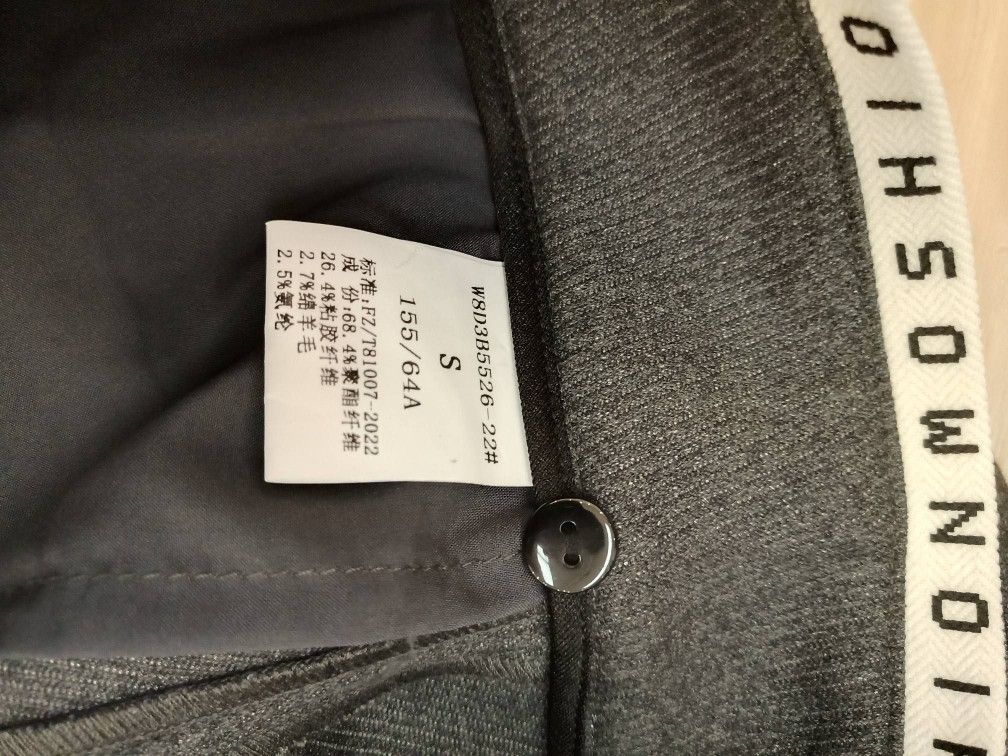 W8D3B5526-22#
S
155/64A
标准:FZ/T81007-2022
成 份:68.4%聚酯纤维
26.4%粘胶纤维
2.7%绵羊毛
2.5%氨纶
OIHSOWNOI